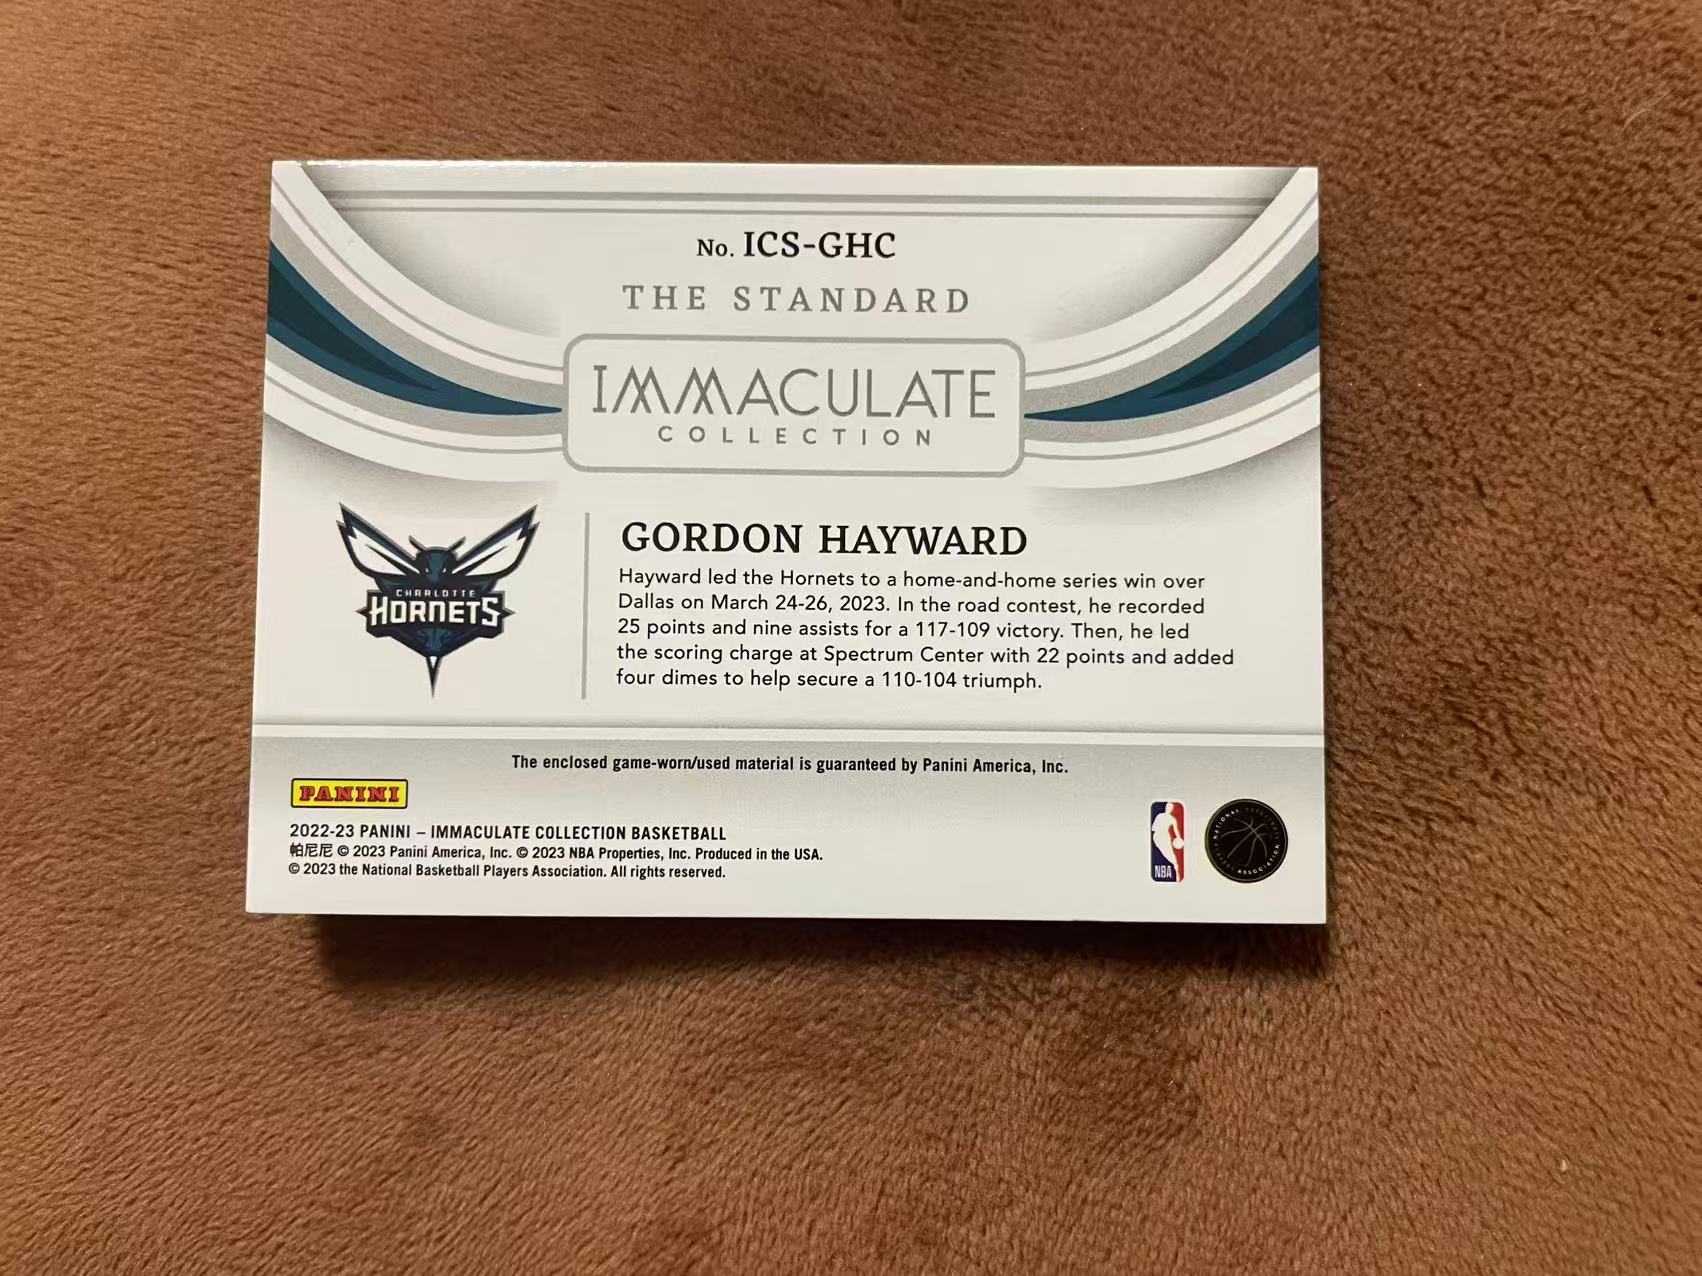 No. ICS-GHC
THE STANDARD
IMMACULATE
COLLECTION
CHARLOTTE
HORNETS
GORDON HAYWARD
Hayward led the Hornets to a home-and-home series win over
Dallas on March 24-26, 2023. In the road contest, he recorded
25 points and nine assists for a 117-109 victory. Then, he led
the scoring charge at Spectrum Center with 22 points and added
four dimes to help secure a 110-104 triumph.
The enclosed game-worn/used material is guaranteed by Panini America, Inc.
PANINI
2022-23 PANINI – IMMACULATE COLLECTION BASKETBALL
帕尼尼 © 2023 Panini America, Inc. © 2023 NBA Properties, Inc. Produced in the USA.
© 2023 the National Basketball Players Association. All rights reserved.
NBA
NATIONAL BASKETBALL
ASSOCIATION